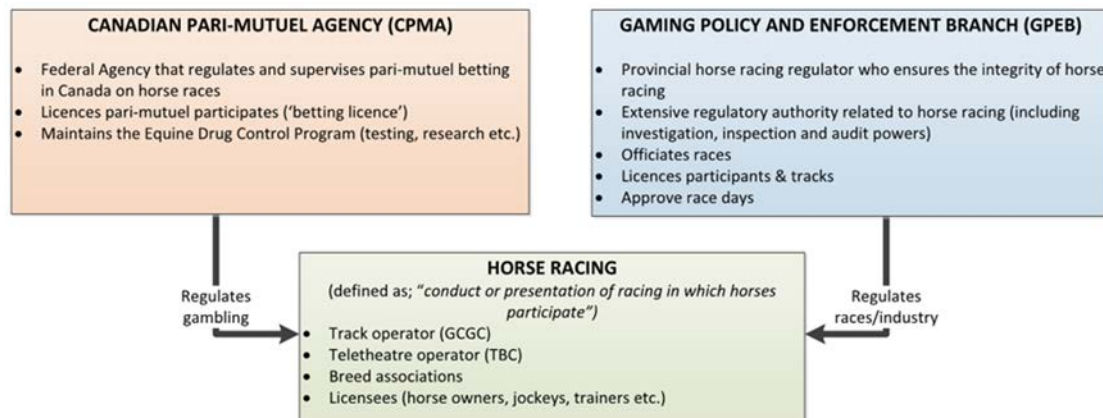 CANADIAN PARI-MUTUEL AGENCY (CPMA)
• Federal Agency that regulates and supervises pari-mutuel betting
in Canada on horse races
• Licences pari-mutuel participates ('betting licence')
• Maintains the Equine Drug Control Program (testing, research etc.)
GAMING POLICY AND ENFORCEMENT BRANCH (GPEB)
• Provincial horse racing regulator who ensures the integrity of horse
racing
• Extensive regulatory authority related to horse racing (including
investigation, inspection and audit powers)
• Officiates races
• Licences participants & tracks
• Approve race days
Regulates
gambling
HORSE RACING
(defined as; "conduct or presentation of racing in which horses
participate")
• Track operator (GCGC)
• Teletheatre operator (TBC)
• Breed associations
• Licensees (horse owners, jockeys, trainers etc.)
Regulates
races/industry